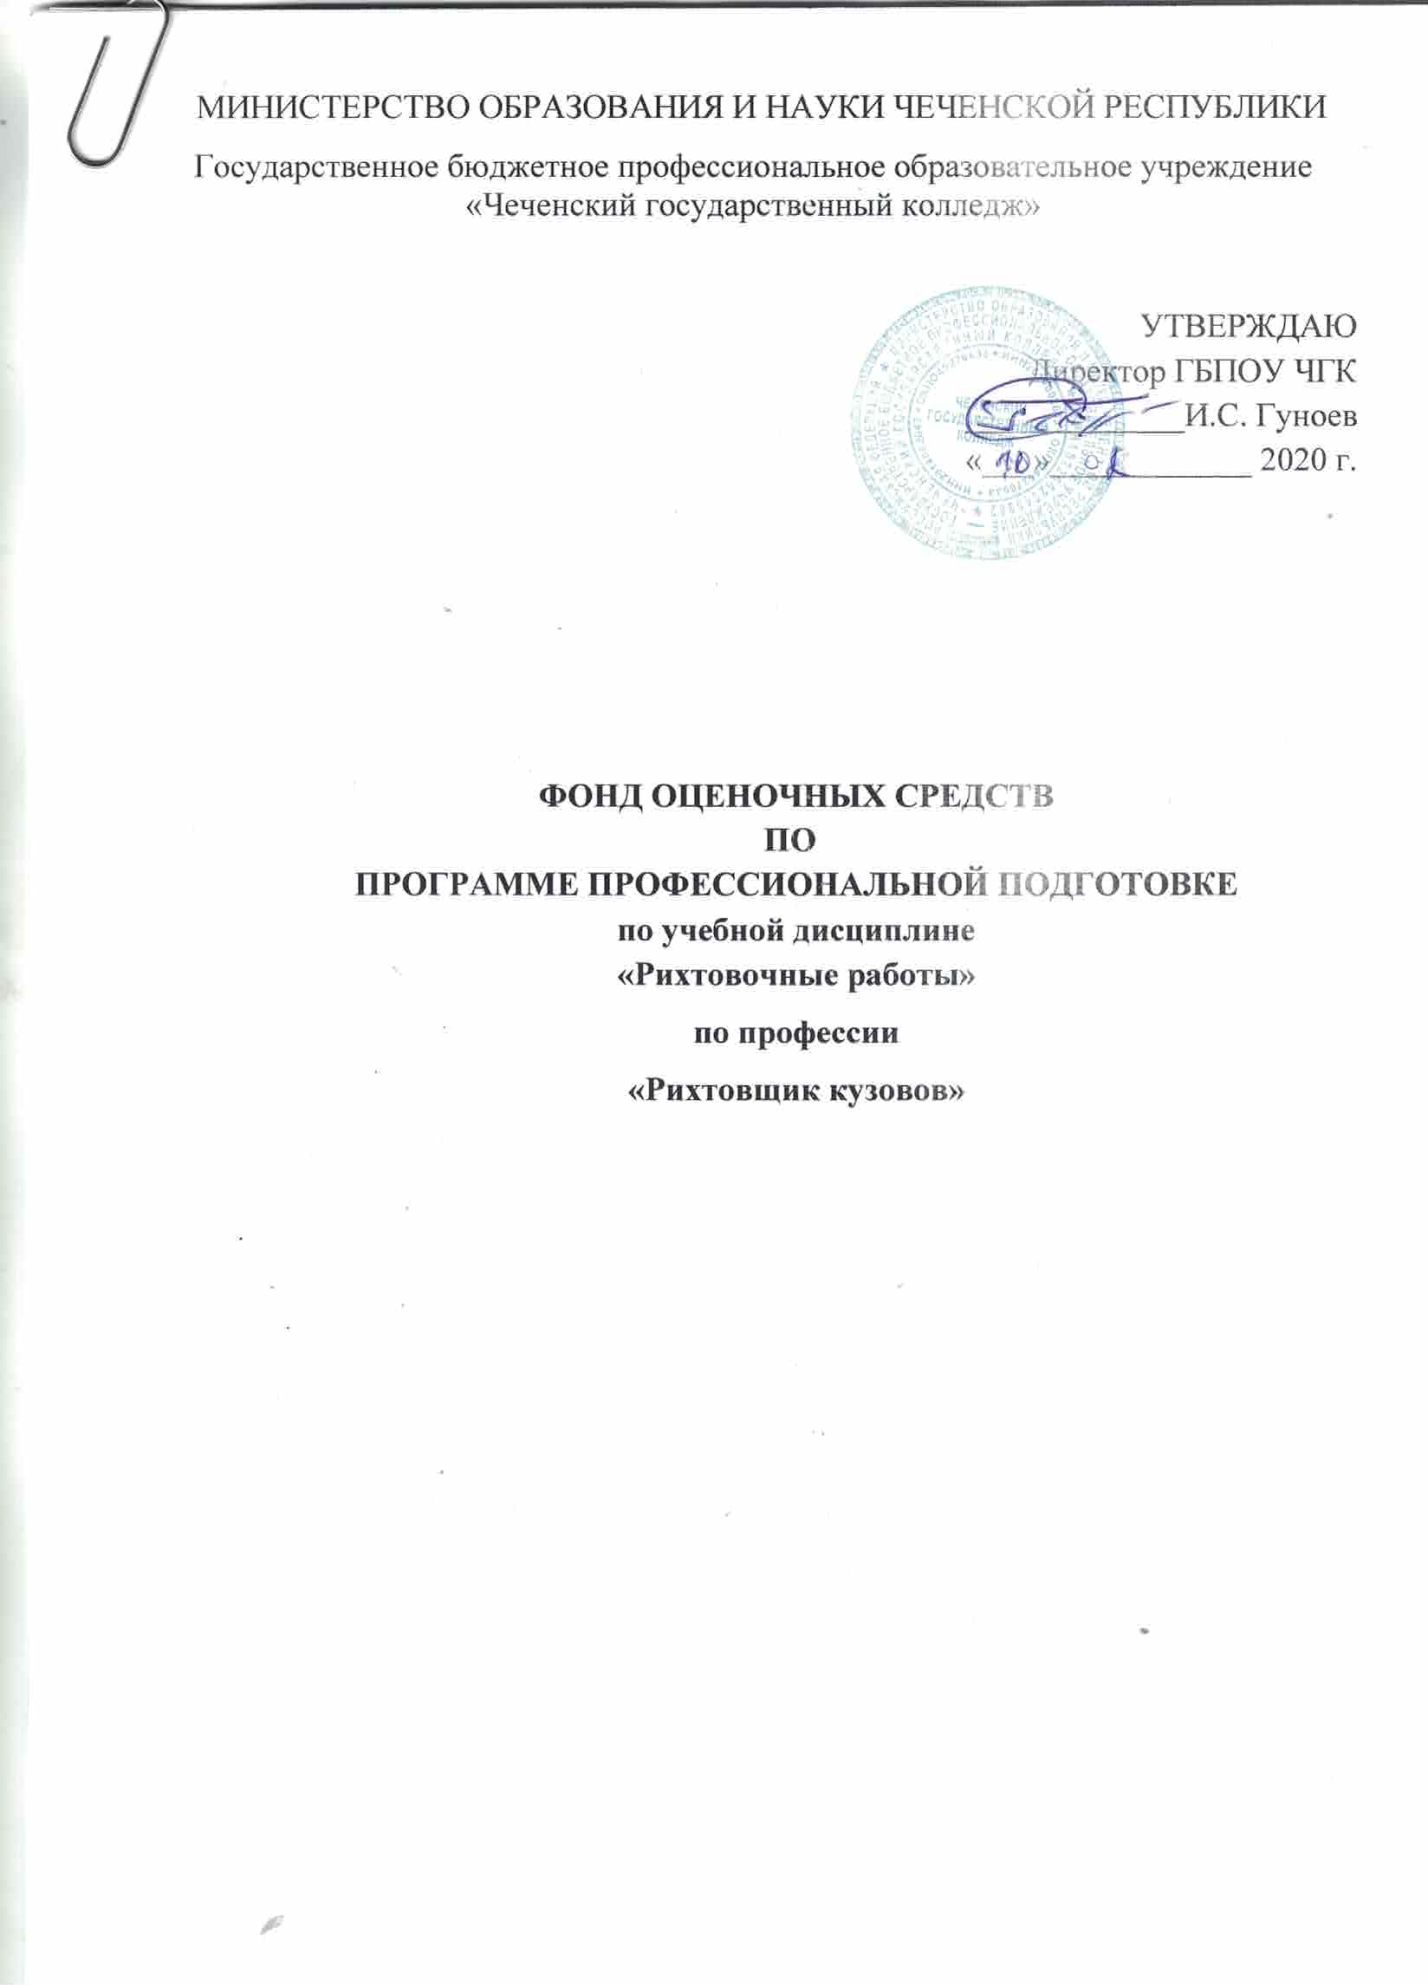 МИНИСТЕРСТВО ОБРАЗОВАНИЯ И НАУКИ ЧЕЧЕНСКОЙ РЕСПУБЛИКИ
Государственное бюджетное профессиональное образовательное учреждение
«Чеченский государственный колледж»
УТВЕРЖДАЮ
Директор ГБПОУ ЧГК
И.С. Гуноев
«10» 2020 г.
ФОНД ОЦЕНОЧНЫХ СРЕДСТВ
ПО
ПРОГРАММЕ ПРОФЕССИОНАЛЬНОЙ ПОДГОТОВКЕ
по учебной дисциплине
«Рихтовочные работы»
по профессии
«Рихтовщик кузовов»